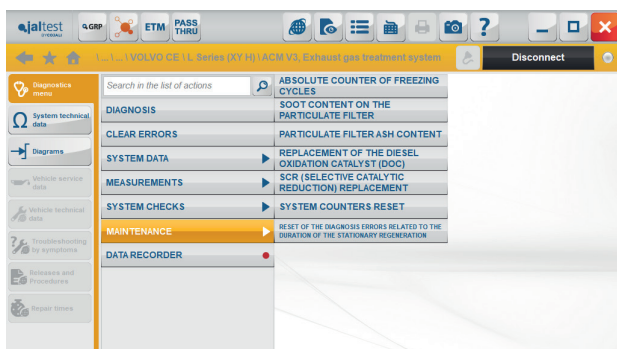 jaltest
BY COJALI
GRP
ETM
PASS
THRU
?
\...\...\ VOLVO CE \ L Series (XY H) \ ACM V3, Exhaust gas treatment system
Disconnect
Diagnostics
menu
System technical
data
Diagrams
Vehicle service
data
Vehicle technical
data
Troubleshooting
by symptoms
Releases and
Procedures
Repair times
Search in the list of actions
DIAGNOSIS
CLEAR ERRORS
SYSTEM DATA
MEASUREMENTS
SYSTEM CHECKS
MAINTENANCE
DATA RECORDER
ABSOLUTE COUNTER OF FREEZING
CYCLES
SOOT CONTENT ON THE
PARTICULATE FILTER
PARTICULATE FILTER ASH CONTENT
REPLACEMENT OF THE DIESEL
OXIDATION CATALYST (DOC)
SCR (SELECTIVE CATALYTIC
REDUCTION) REPLACEMENT
SYSTEM COUNTERS RESET
RESET OF THE DIAGNOSIS ERRORS RELATED TO THE
DURATION OF THE STATIONARY REGENERATION